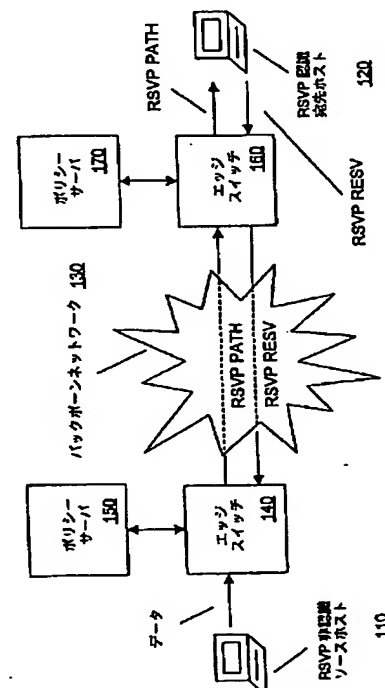 ポリシーサーバ
150
バックボーンネットワーク 130
ポリシーサーバ
170
データ
エッジ
スイッチ
140
RSVP PATH
RSVP RESV
エッジ
スイッチ
160
RSVP PATH
RSVP RESV
RSVP 非認識
ソースホスト
110
RSVP 認識
宛先ホスト
120